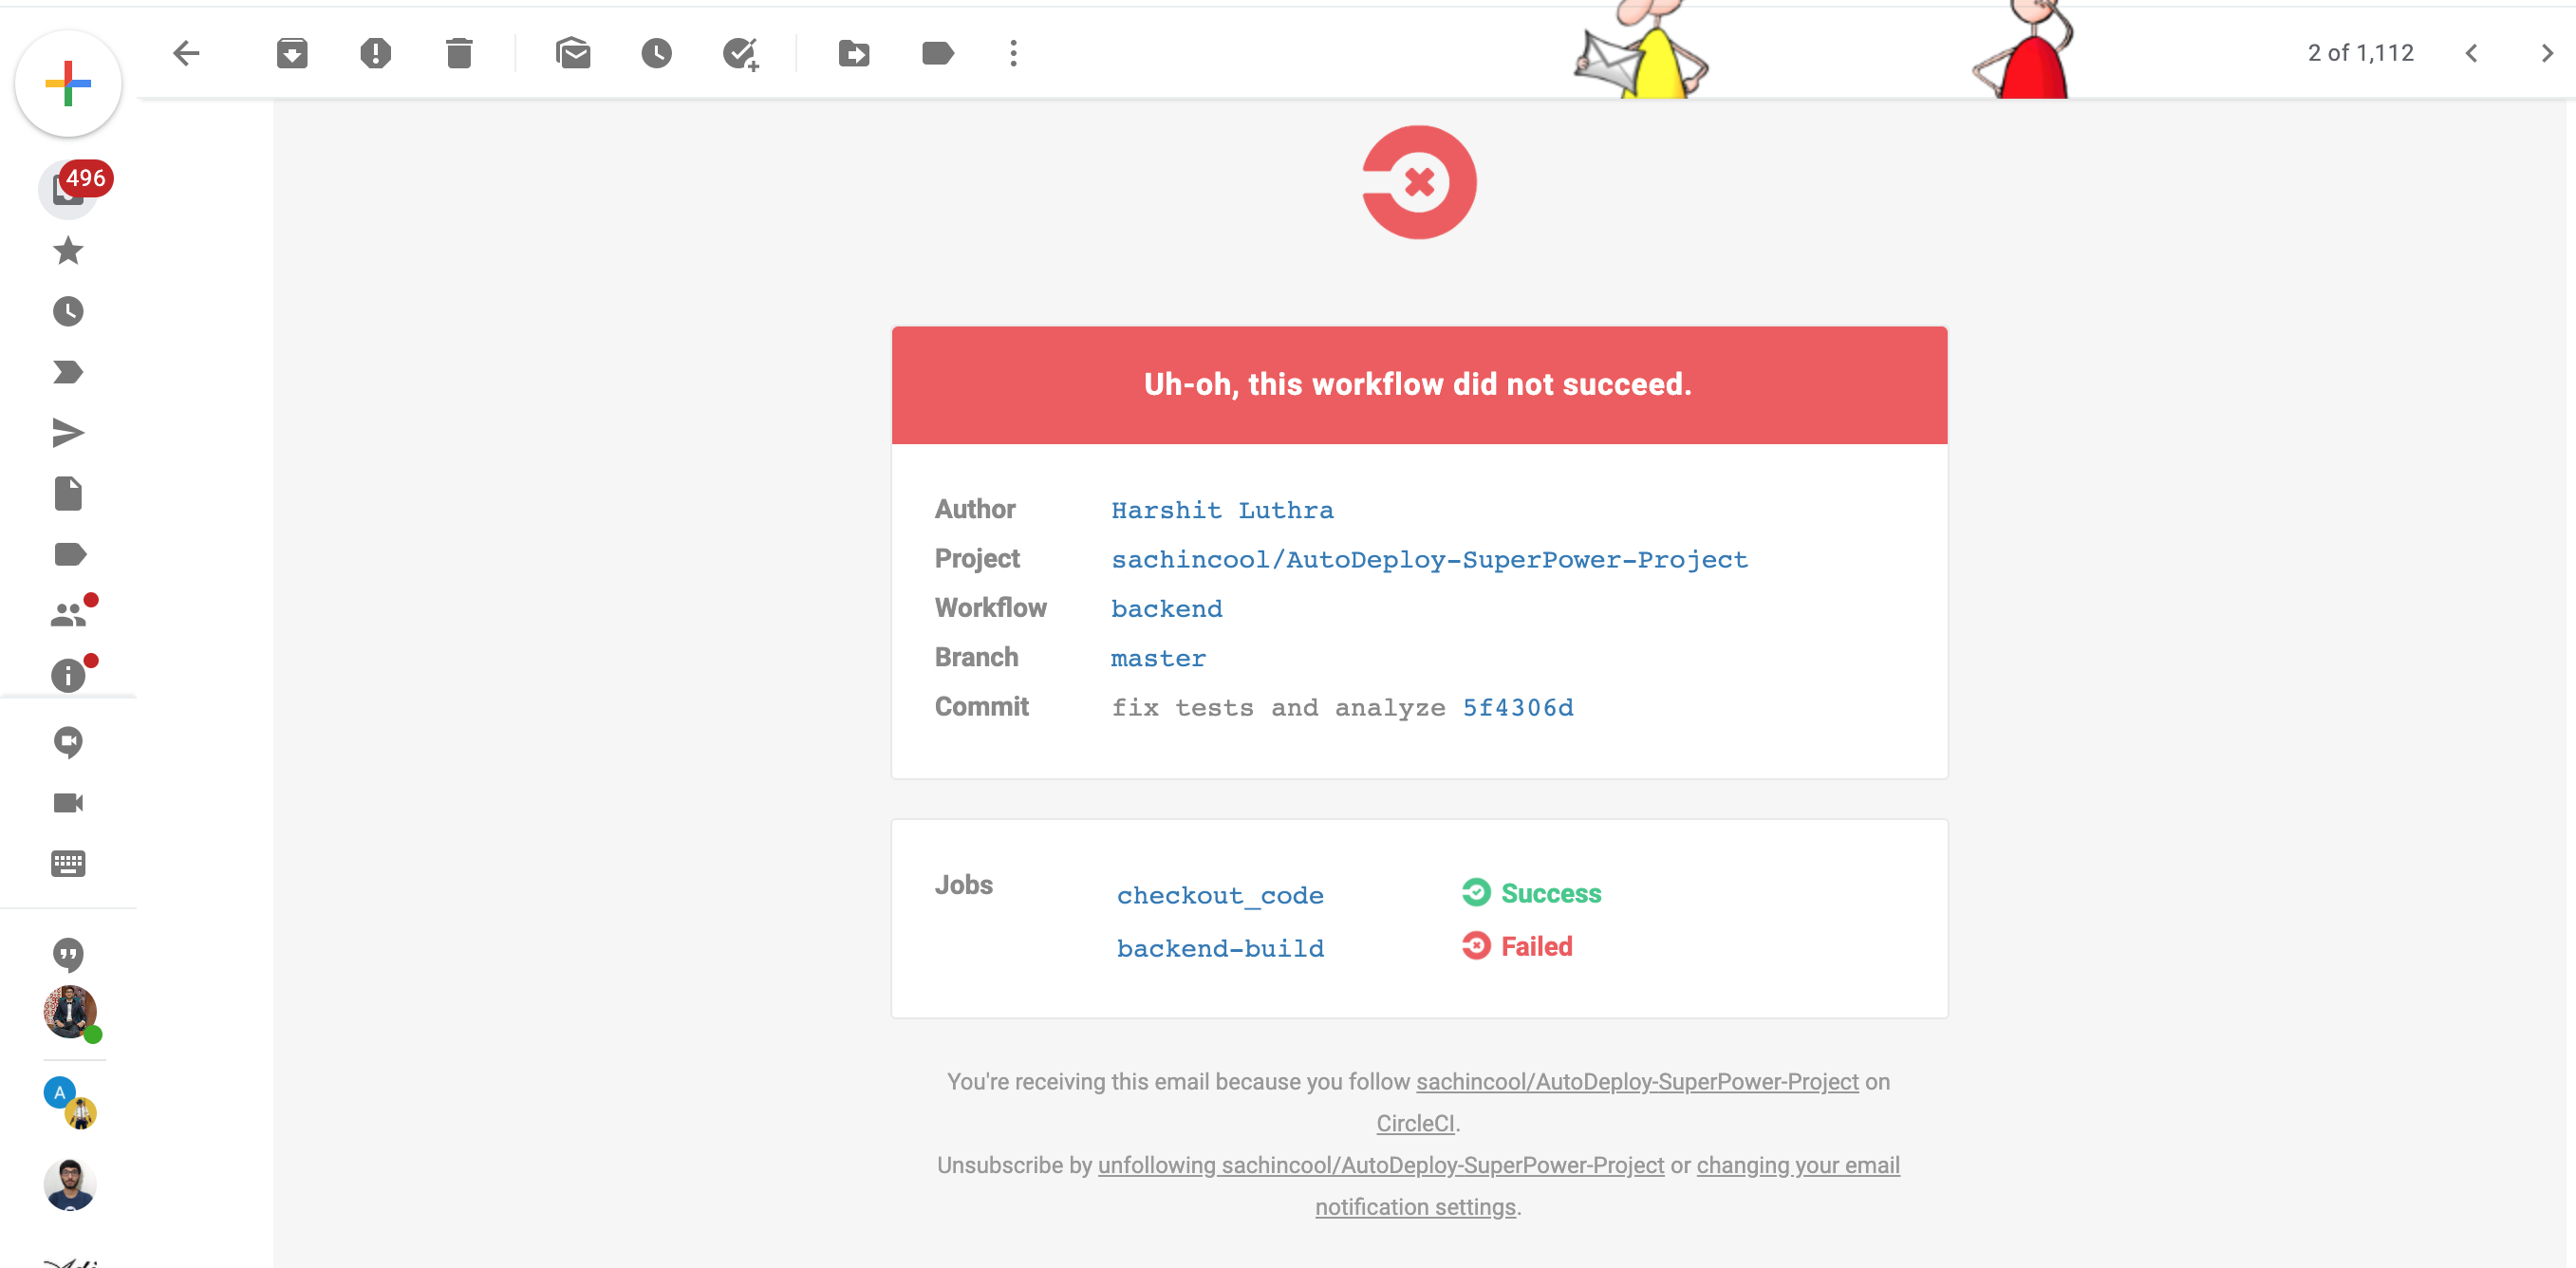 2 of 1,112
496
Uh-oh, this workflow did not succeed.
Author Harshit Luthra
Project sachincool/AutoDeploy-SuperPower-Project
Workflow backend
Branch master
Commit fix tests and analyze 5f4306d
Jobs checkout_code Success
backend-build Failed
A
You're receiving this email because you follow sachincool/AutoDeploy-SuperPower-Project on
CircleCI.
Unsubscribe by unfollowing sachincool/AutoDeploy-SuperPower-Project or changing your email
notification settings.